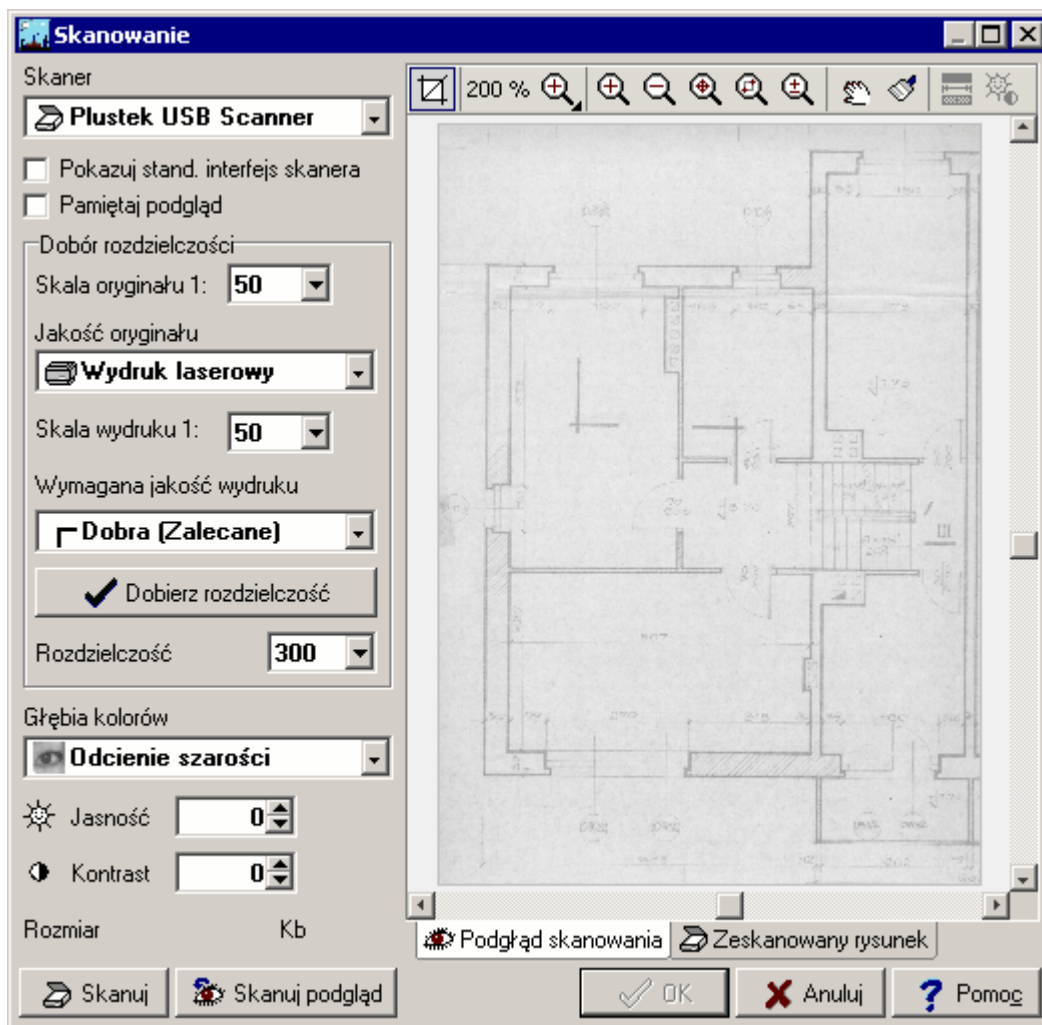 Skanowanie
Skaner
Plustek USB Scanner
200 %
Pokazuj stand. interfejs skanera
Pamiętaj podgląd
Dobór rozdzielczości
Skala oryginału 1: 50
Jakość oryginału
Wydruk laserowy
Skala wydruku 1: 50
Wymagana jakość wydruku
Dobra (Zalecane)
Dobierz rozdzielczość
Rozdzielczość 300
Głębia kolorów
Odcienie szarości
Jasność 0
Kontrast 0
Rozmiar Kb
Podgłąd skanowania Zeskanowany rysunek
Skanuj Skanuj podgląd OK Anuluj Pomoc